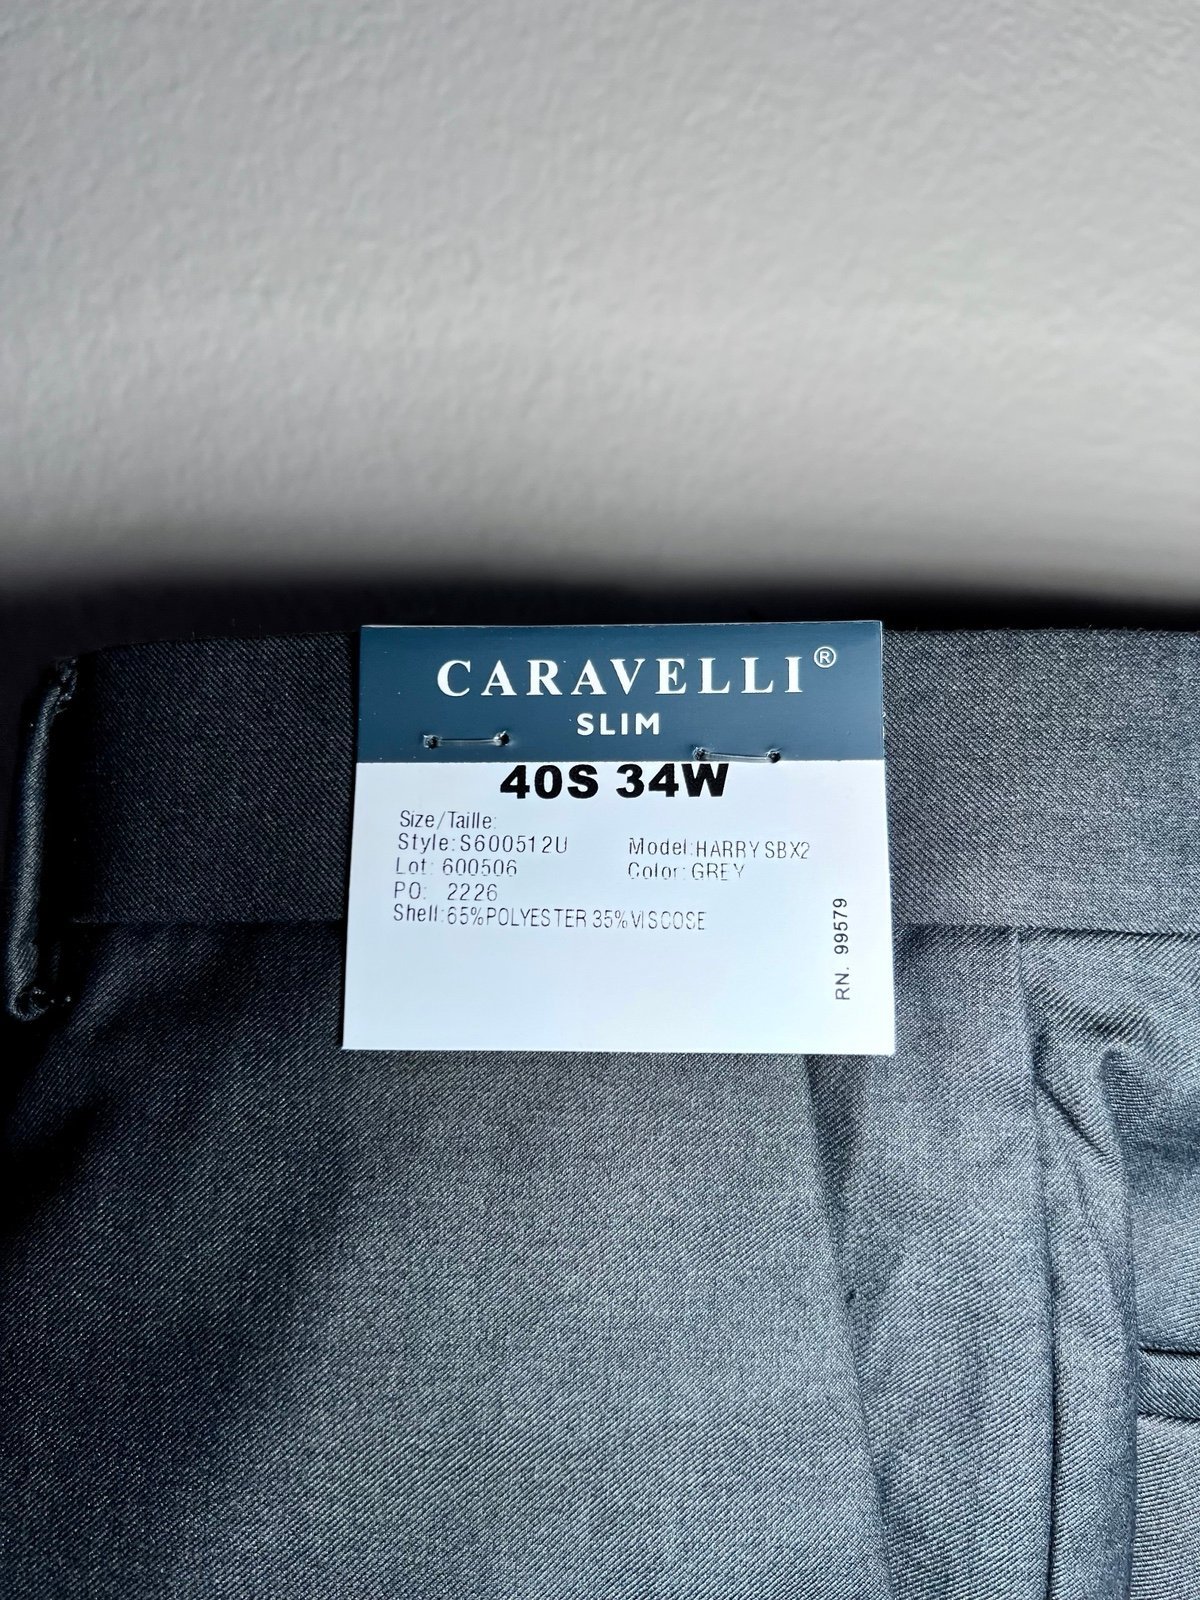 CARAVELLI®
SLIM
40S 34W
Size/Taille:
Style:S600512U
Model:HARRY SBX2
Lot: 600506
Color:GREY
PO: 2226
Shell:65%POLYESTER 35%VISCOSE
RN. 99579